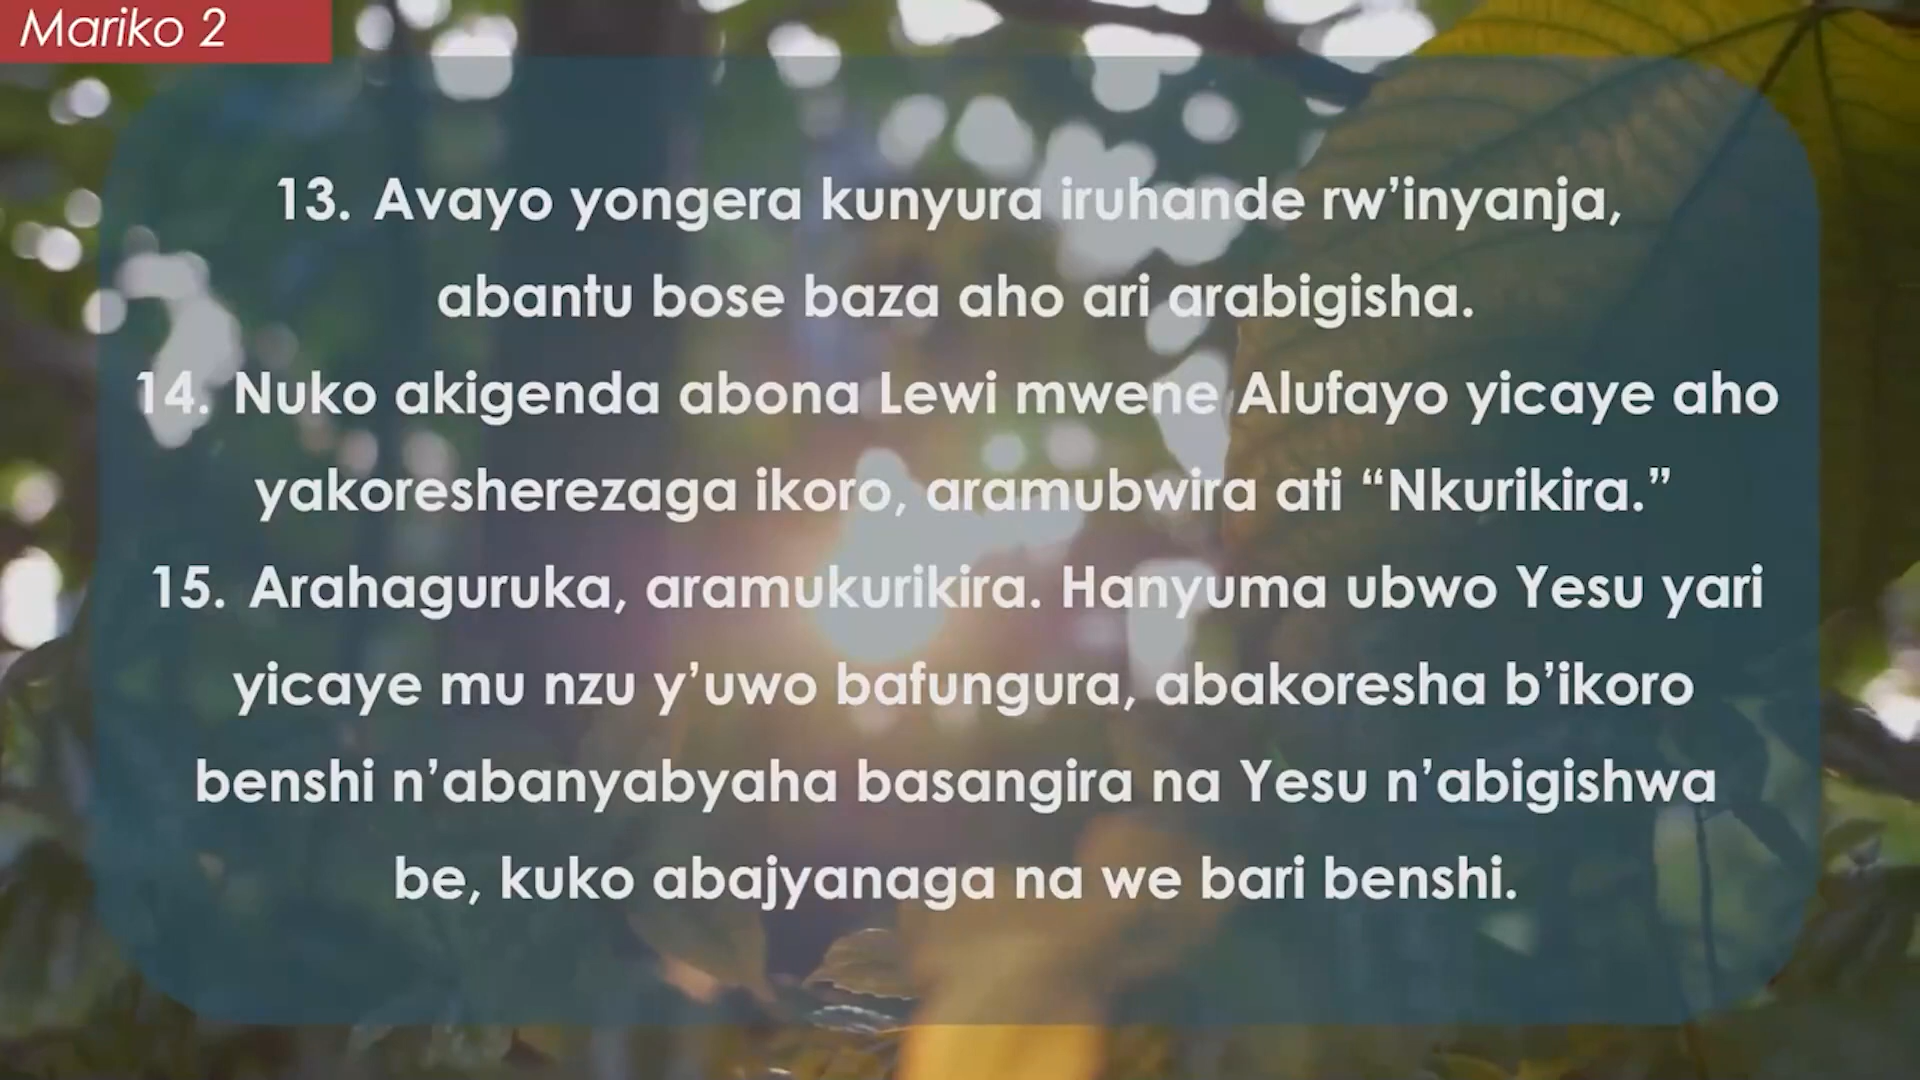 Mariko 2
13. Avayo yongera kunyura iruhande rw’inyanja,
abantu bose baza aho ari arabigisha.
14. Nuko akigenda abona Lewi mwene Alufayo yicaye aho
yakoresherezaga ikoro, aramubwira ati “Nkurikira.”
15. Arahaguruka, aramukurikira. Hanyuma ubwo Yesu yari
yicaye mu nzu y’uwo bafungura, abakoresha b’ikoro
benshi n’abanyabyaha basangira na Yesu n’abigishwa
be, kuko abajyanaga na we bari benshi.